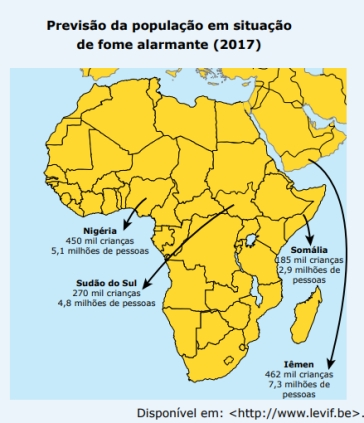 Previsão da população em situação
de fome alarmante (2017)
Nigéria
450 mil crianças
5,1 milhões de pessoas
Somália
185 mil crianças
2,9 milhões de
pessoas
Sudão do Sul
270 mil crianças
4,8 milhões de pessoas
Iêmen
462 mil crianças
7,3 milhões de
pessoas
Disponível em: <http://www.levif.be>.